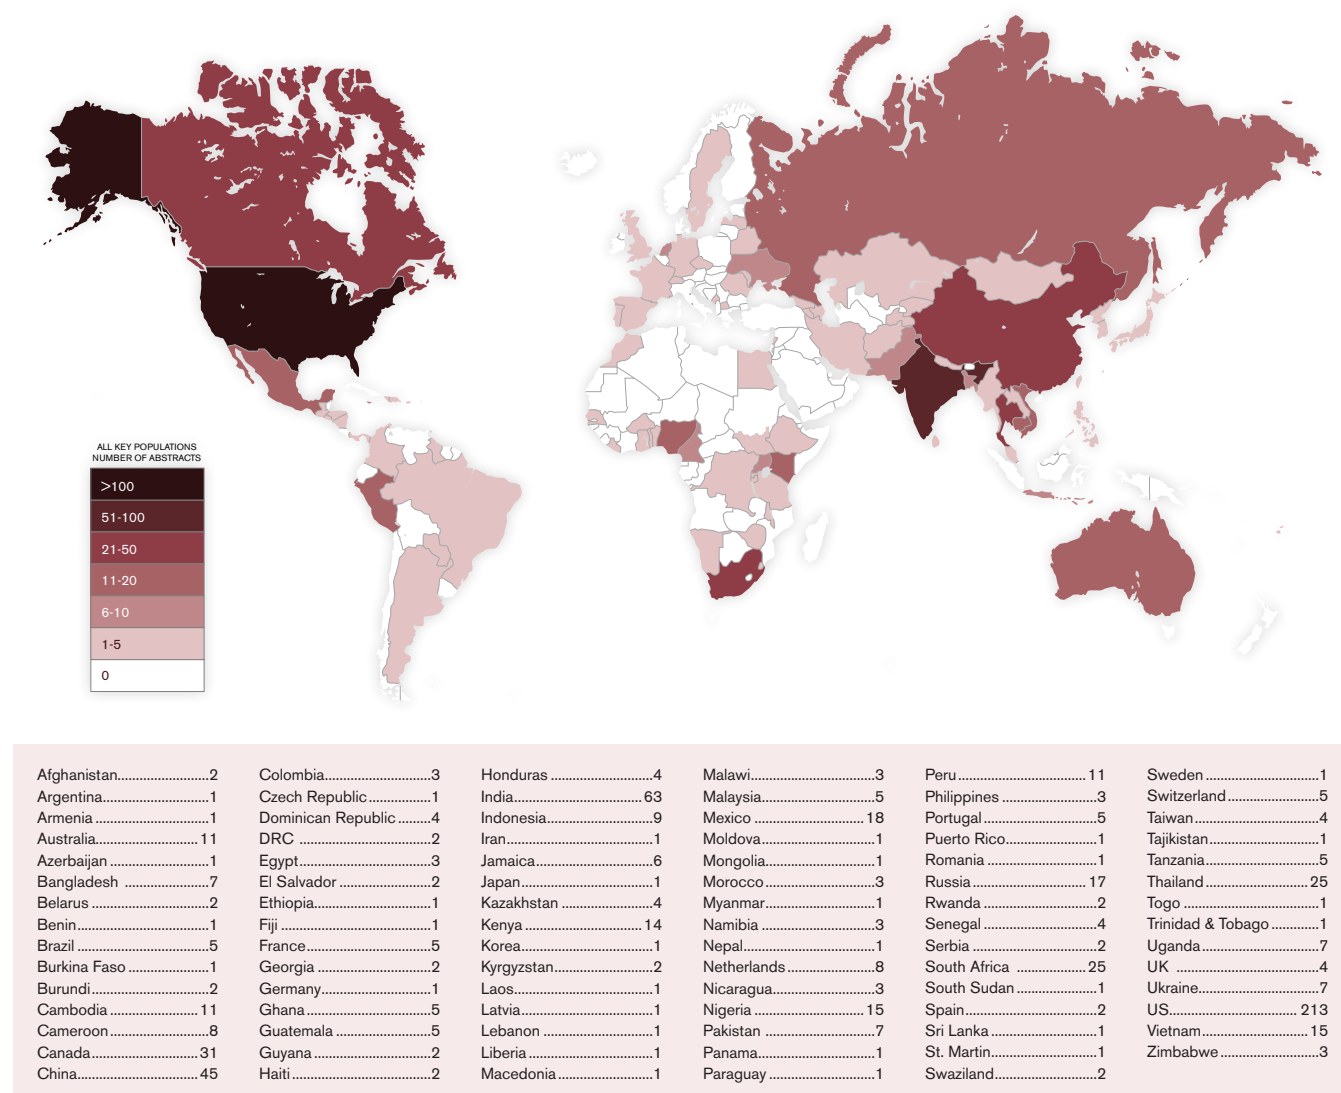 ALL KEY POPULATIONS
NUMBER OF ABSTRACTS
>100
51-100
21-50
11-20
6-10
1-5
0
Afghanistan..........................2
Argentina..........................1
Armenia..........................1
Australia..........................11
Azerbaijan..........................1
Bangladesh..........................7
Belarus..........................2
Benin..........................1
Brazil..........................5
Burkina Faso..........................1
Burundi..........................2
Cambodia..........................11
Cameroon..........................8
Canada..........................31
China..........................45
Colombia..........................3
Czech Republic..........................1
Dominican Republic..........................4
DRC..........................2
Egypt..........................3
El Salvador..........................2
Ethiopia..........................1
Fiji..........................1
France..........................5
Georgia..........................2
Germany..........................1
Ghana..........................5
Guatemala..........................5
Guyana..........................2
Haiti..........................2
Honduras..........................4
India..........................63
Indonesia..........................9
Iran..........................1
Jamaica..........................6
Japan..........................1
Kazakhstan..........................4
Kenya..........................14
Korea..........................1
Kyrgyzstan..........................2
Laos..........................1
Latvia..........................1
Lebanon..........................1
Liberia..........................1
Macedonia..........................1
Malawi..........................3
Malaysia..........................5
Mexico..........................18
Moldova..........................1
Mongolia..........................1
Morocco..........................3
Myanmar..........................1
Namibia..........................3
Nepal..........................1
Netherlands..........................8
Nicaragua..........................3
Nigeria..........................15
Pakistan..........................7
Panama..........................1
Paraguay..........................1
Peru..........................11
Philippines..........................3
Portugal..........................5
Puerto Rico..........................1
Romania..........................1
Russia..........................17
Rwanda..........................2
Senegal..........................4
Serbia..........................2
South Africa..........................25
South Sudan..........................1
Spain..........................2
Sri Lanka..........................1
St. Martin..........................1
Swaziland..........................2
Sweden..........................1
Switzerland..........................5
Taiwan..........................4
Tajikistan..........................1
Tanzania..........................5
Thailand..........................25
Togo..........................1
Trinidad & Tobago..........................1
Uganda..........................7
UK..........................4
Ukraine..........................7
US..........................213
Vietnam..........................15
Zimbabwe..........................3